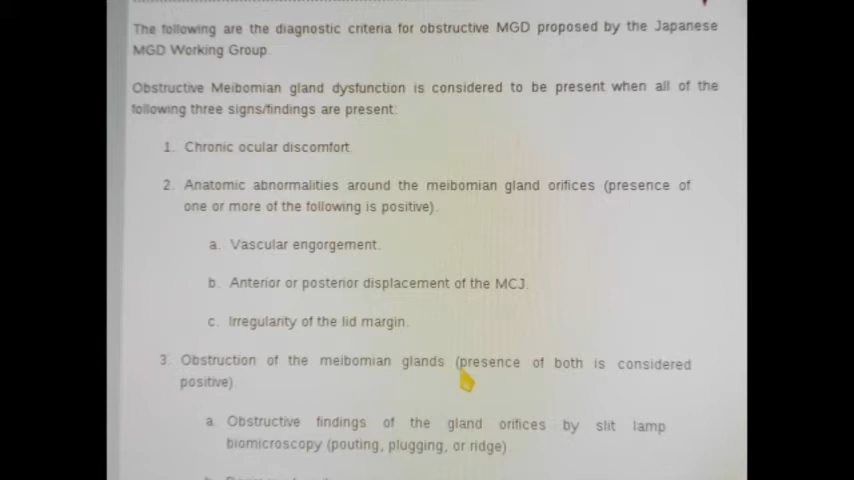 The following are the diagnostic criteria for obstructive MGD proposed by the Japanese
MGD Working Group.
Obstructive Meibomian gland dysfunction is considered to be present when all of the
following three signs/findings are present:
1. Chronic ocular discomfort.
2. Anatomic abnormalities around the meibomian gland orifices (presence of
one or more of the following is positive).
a. Vascular engorgement.
b. Anterior or posterior displacement of the MCJ.
c. Irregularity of the lid margin.
3. Obstruction of the meibomian glands (presence of both is considered
positive)
a. Obstructive findings of the gland orifices by slit lamp
biomicroscopy (pouting, plugging, or ridge)